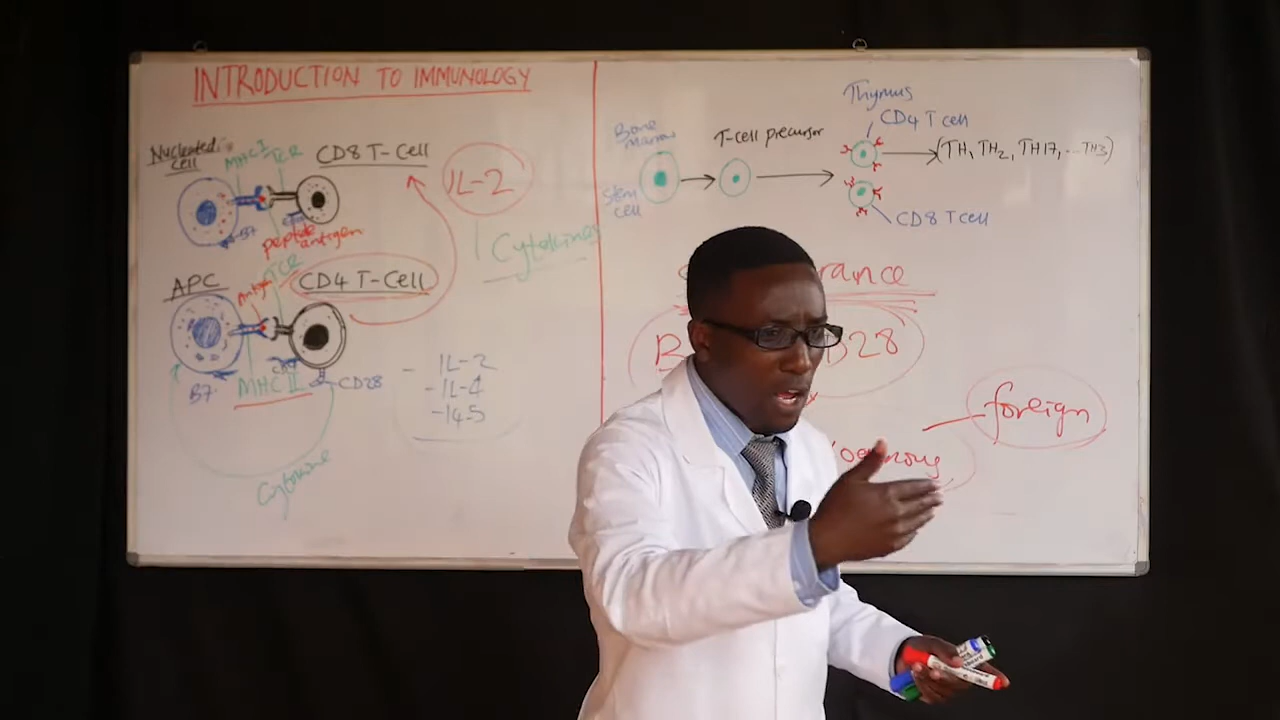 INTRODUCTION TO IMMUNOLOGY
Nucleated
cell
MHC I
TCR
CD8 T-Cell
B7
peptide
antigen
IL-2
Cytokines
APC
Antigen
TCR
CD4 T-Cell
B7
MHC II
CD28
Cytokine
- IL-2
- IL-4
- IL-5
Bone
marrow
Stem
cell
T-cell precursor
Thymus
CD4 T cell
(TH1, TH2, TH17, ... TH3)
CD8 T cell
B
D28
foreign